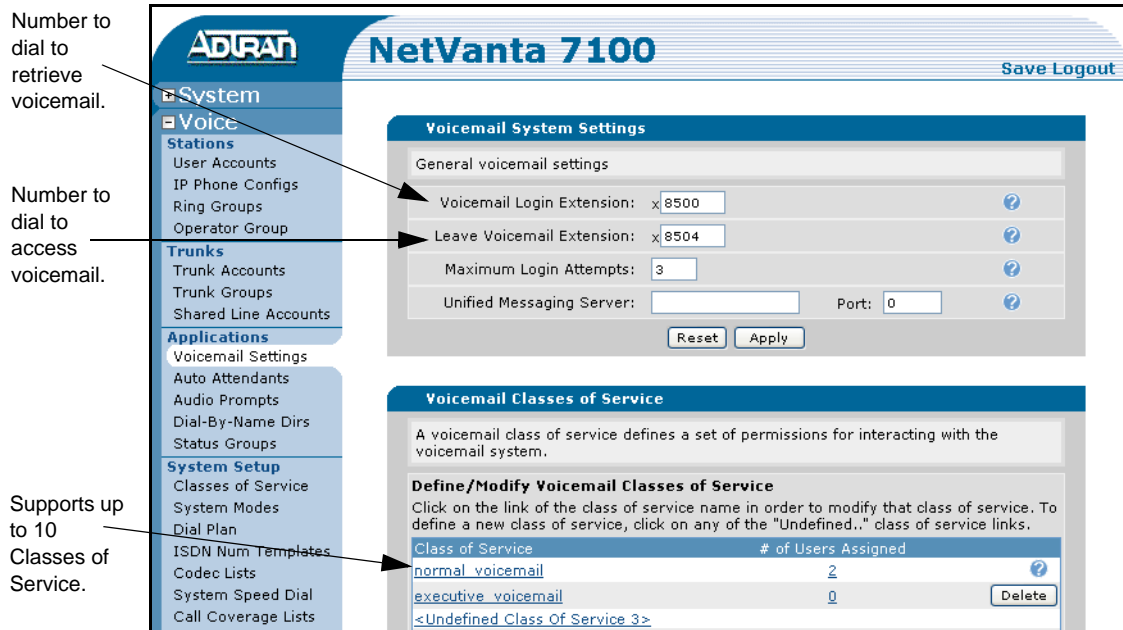 Number to
dial to
retrieve
voicemail.
Number to
dial to
access
voicemail.
Supports up
to 10
Classes of
Service.
ADTRAN
NetVanta 7100
Save Logout
System
Voice
Stations
User Accounts
IP Phone Configs
Ring Groups
Operator Group
Trunks
Trunk Accounts
Trunk Groups
Shared Line Accounts
Applications
Voicemail Settings
Auto Attendants
Audio Prompts
Dial-By-Name Dirs
Status Groups
System Setup
Classes of Service
System Modes
Dial Plan
ISDN Num Templates
Codec Lists
System Speed Dial
Call Coverage Lists
Voicemail System Settings
General voicemail settings
Voicemail Login Extension: x 8500 ?
Leave Voicemail Extension: x 8504 ?
Maximum Login Attempts: 3 ?
Unified Messaging Server: Port: 0 ?
Reset Apply
Voicemail Classes of Service
A voicemail class of service defines a set of permissions for interacting with the
voicemail system.
Define/Modify Voicemail Classes of Service
Click on the link of the class of service name in order to modify that class of service. To
define a new class of service, click on any of the "Undefined.." class of service links.
Class of Service # of Users Assigned
normal_voicemail 2 ?
executive_voicemail 0 Delete
<Undefined Class Of Service 3>